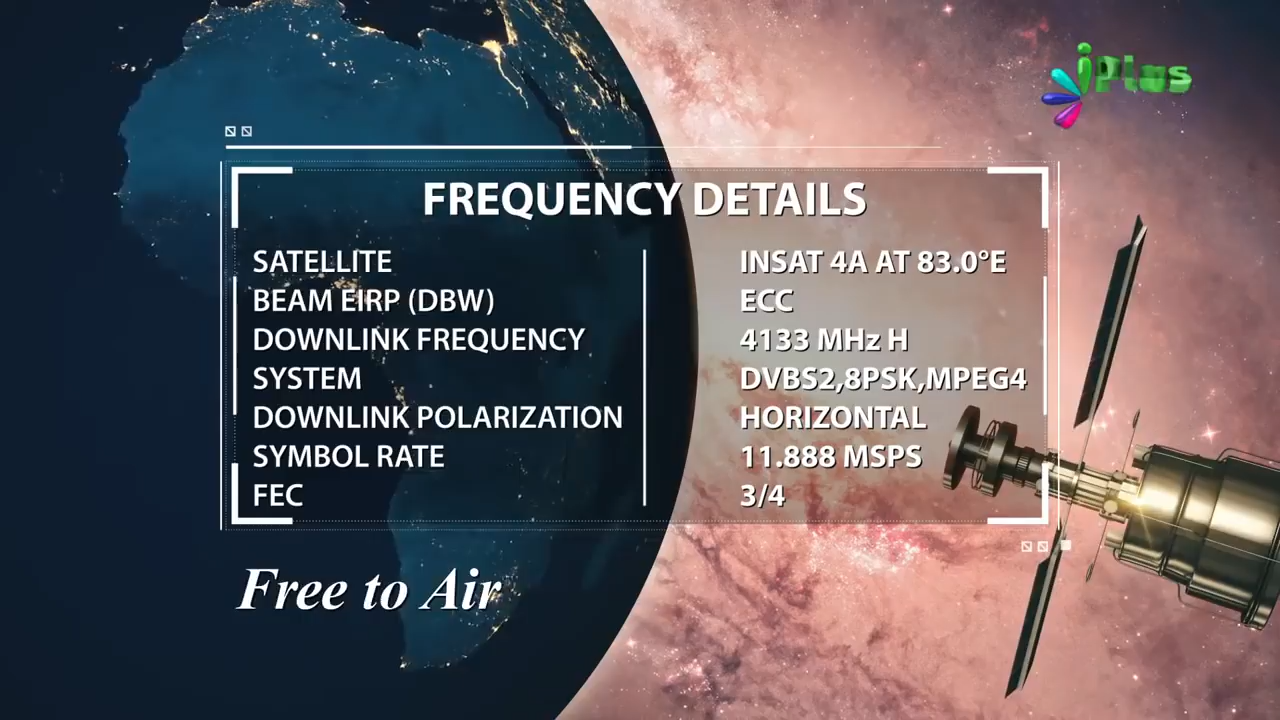 iPlus
FREQUENCY DETAILS
SATELLITE INSAT 4A AT 83.0°E
BEAM EIRP (DBW) ECC
DOWNLINK FREQUENCY 4133 MHz H
SYSTEM DVBS2,8PSK,MPEG4
DOWNLINK POLARIZATION HORIZONTAL
SYMBOL RATE 11.888 MSPS
FEC 3/4
Free to Air